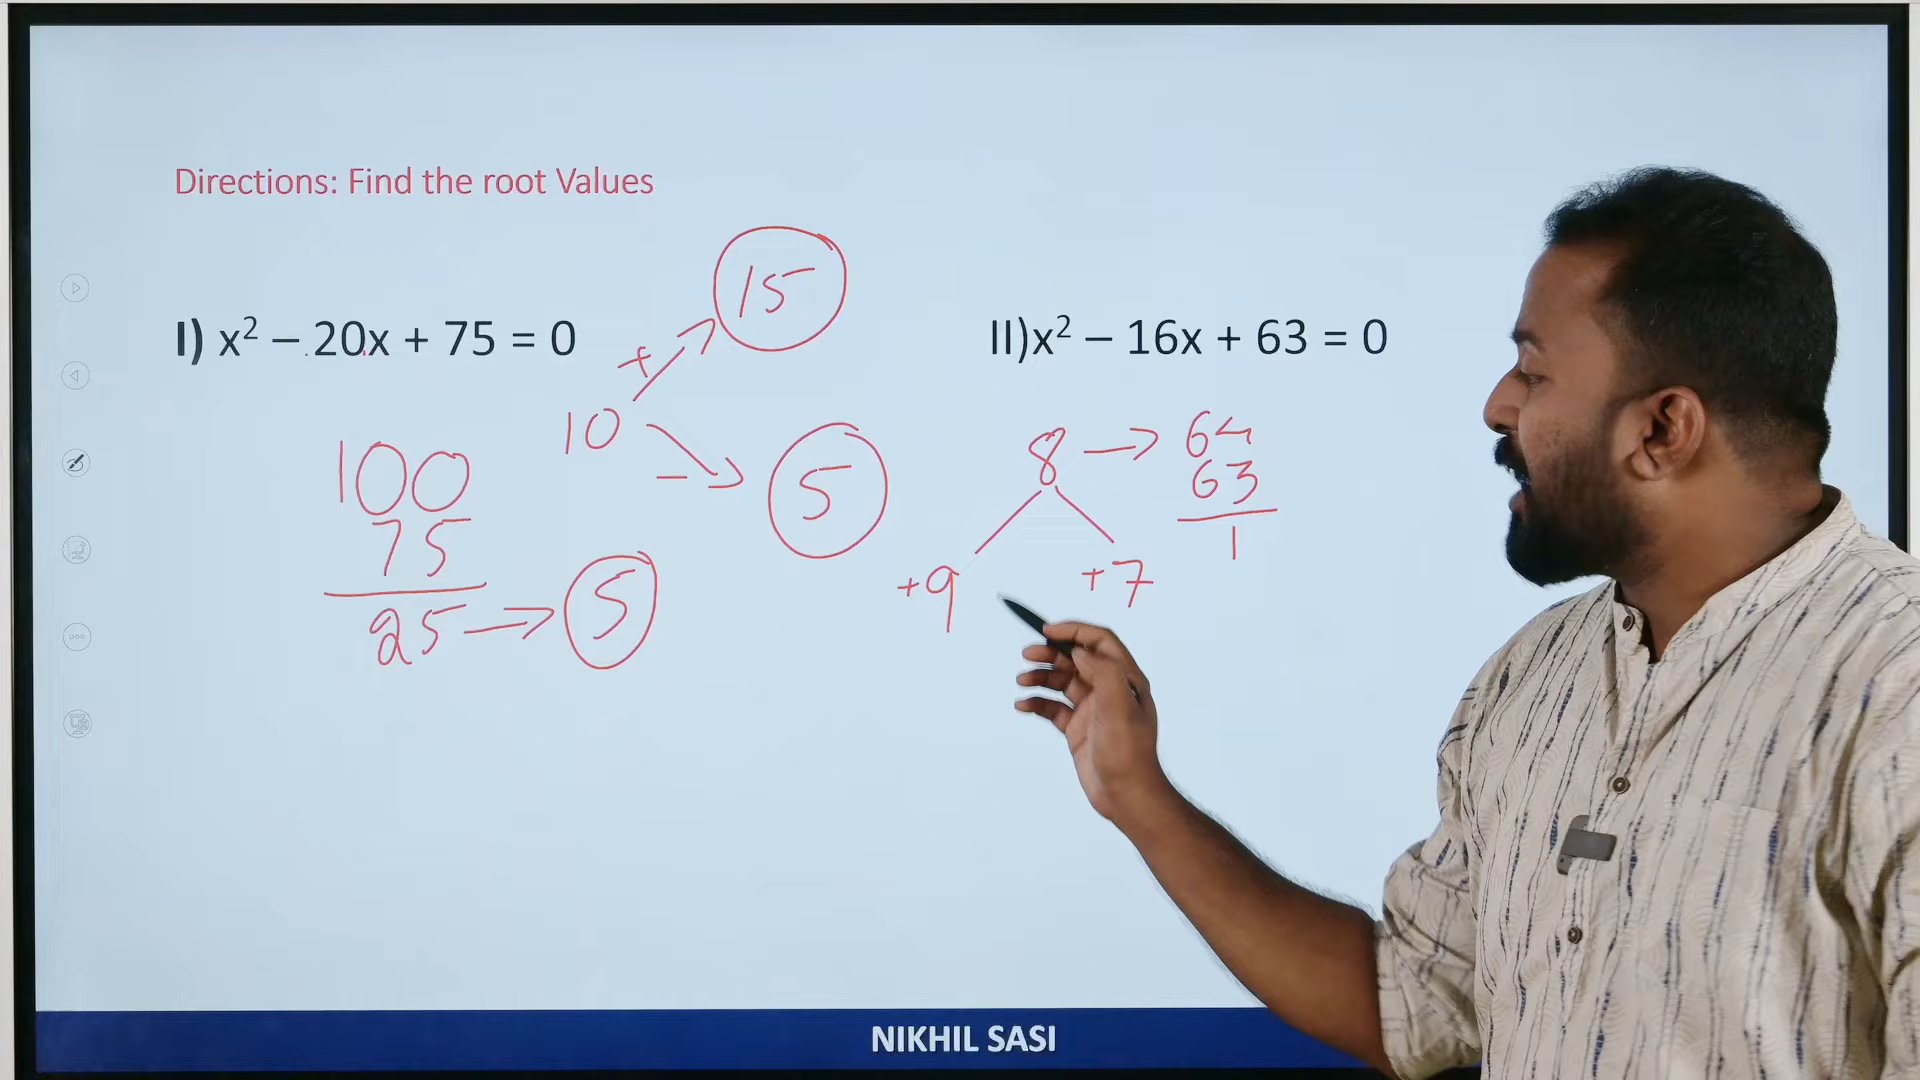 Directions: Find the root Values
I) x² – 20x + 75 = 0
10
+
15
–
5
100
75
25 → 5
II)x² – 16x + 63 = 0
8 → 64
63
1
+9
+7
NIKHIL SASI